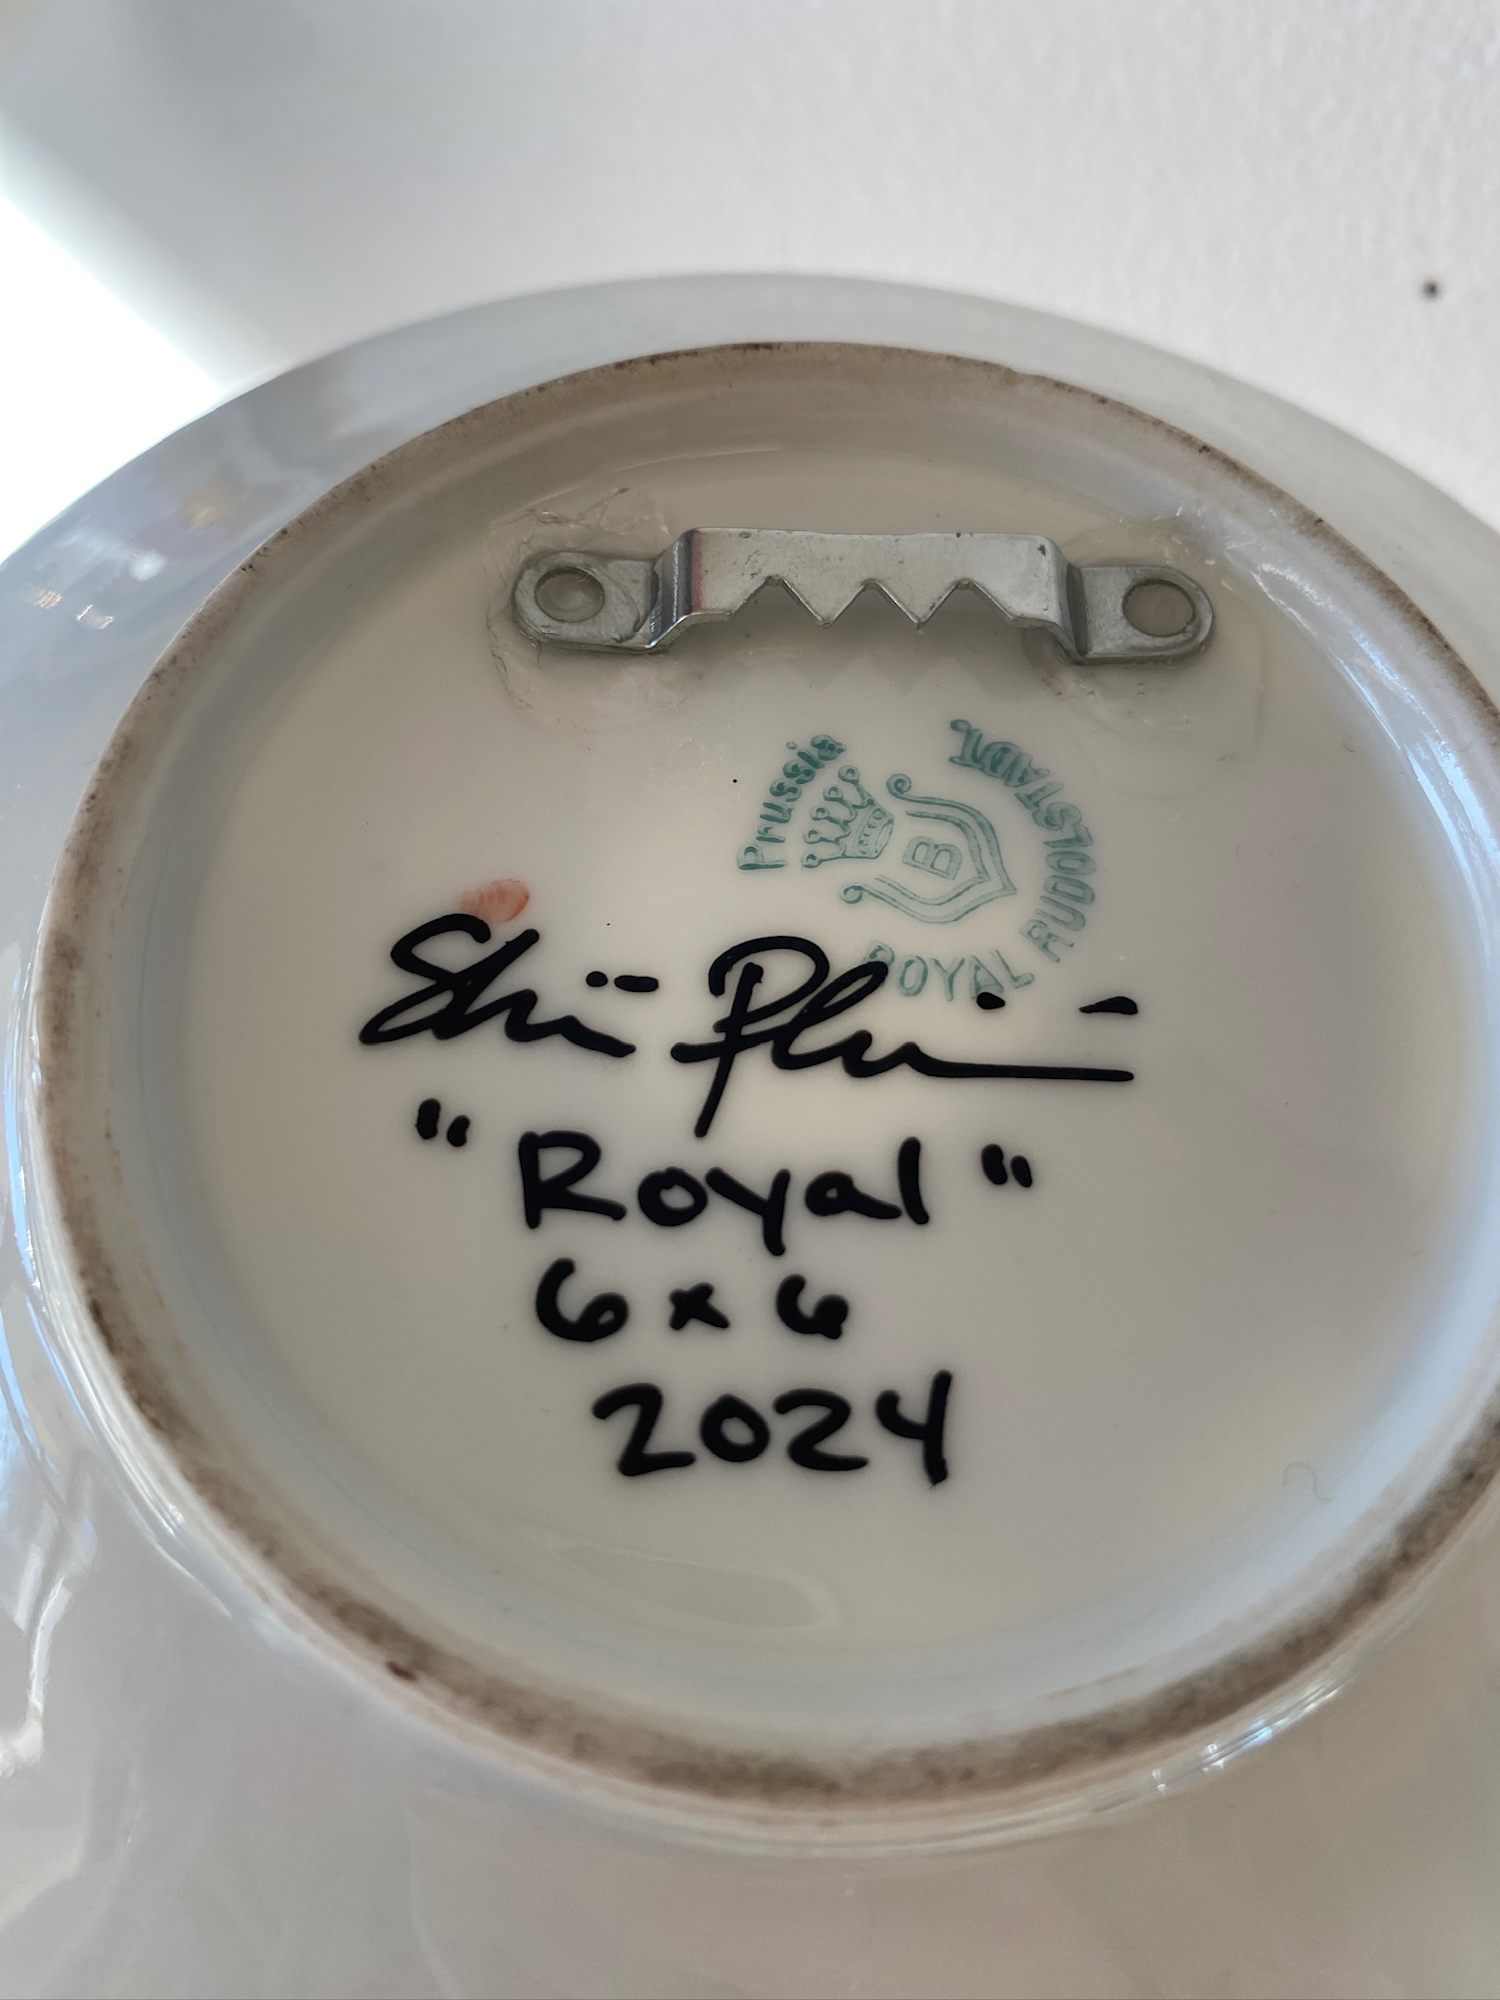 Prussia
B
ROYAL RUDOLSTADT.
"Royal"
6 x 6
2024